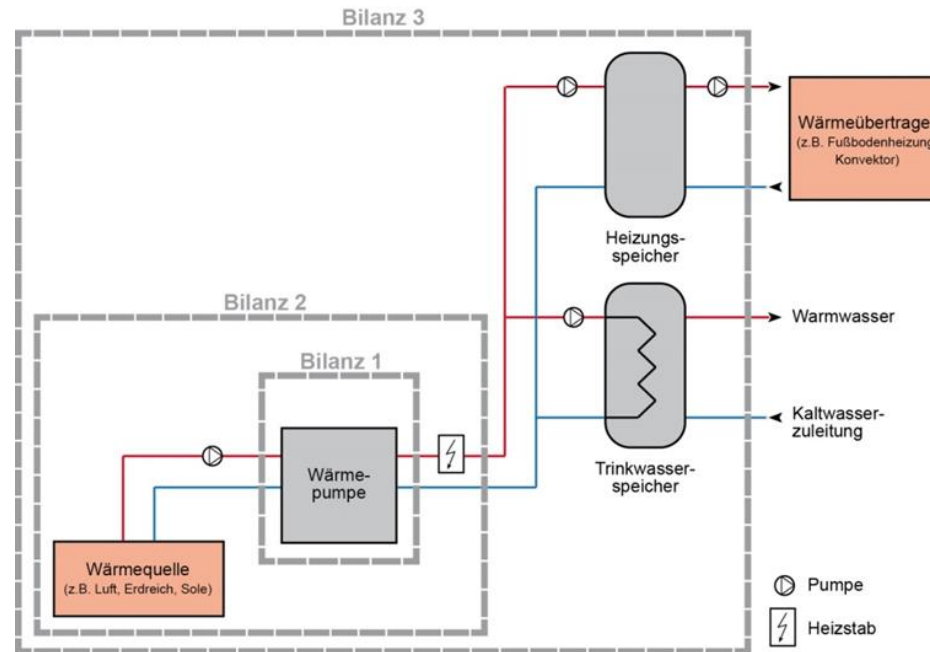 Bilanz 3
Wärmeübertrage
(z.B. Fußbodenheizung
Konvektor)
Heizungs-
speicher
Bilanz 2
Warmwasser
Bilanz 1
Kaltwasser-
zuleitung
Wärme-
pumpe
Trinkwasser-
speicher
Wärmequelle
(z.B. Luft, Erdreich, Sole)
Pumpe
Heizstab